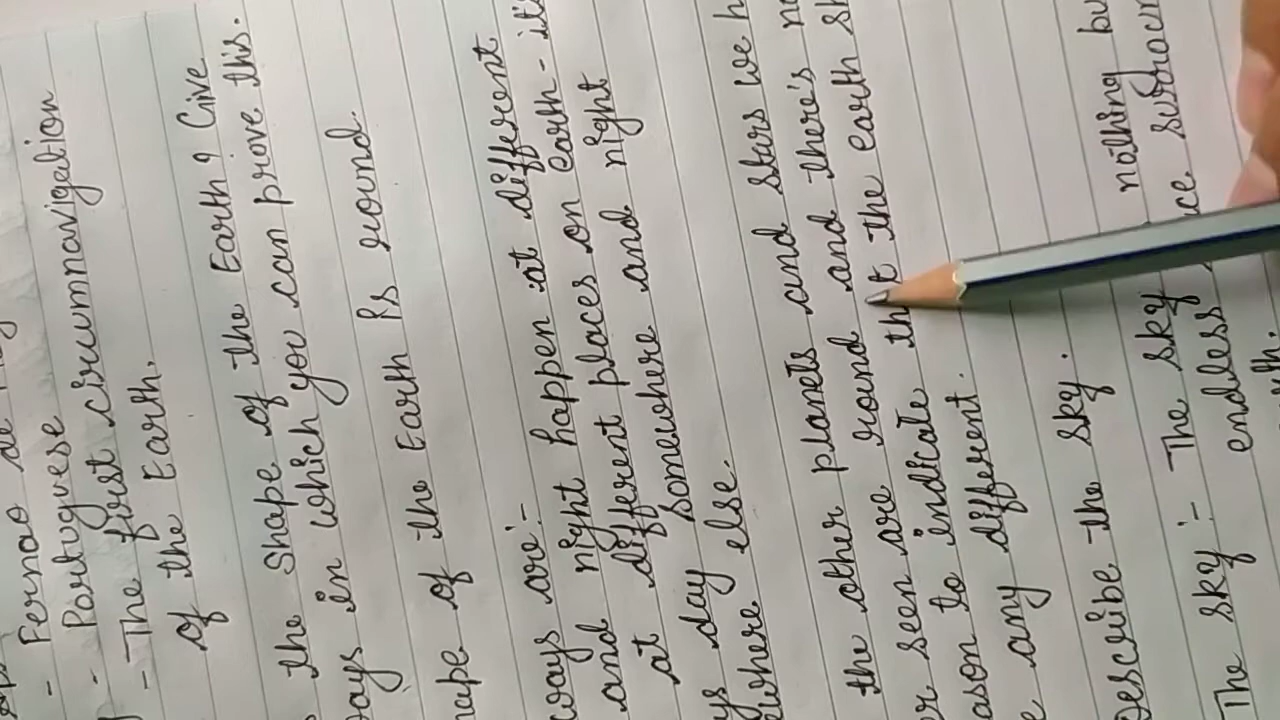 - Fernao de
- Portuguese
- The first circumnavigation
of the Earth.
the Shape of the Earth ? Give
ays in which you can prove this.
hape of the Earth is round.
ways are :-
and night happen at different
at different places on Earth - it's
ys day somewhere and night
where else.
the other planets and stars we h
r seen are round and there's no
ason to indicate that the earth sh
e any different.
Describe the sky.
The sky :- The sky nothing bu
endless ce surroun
rth.